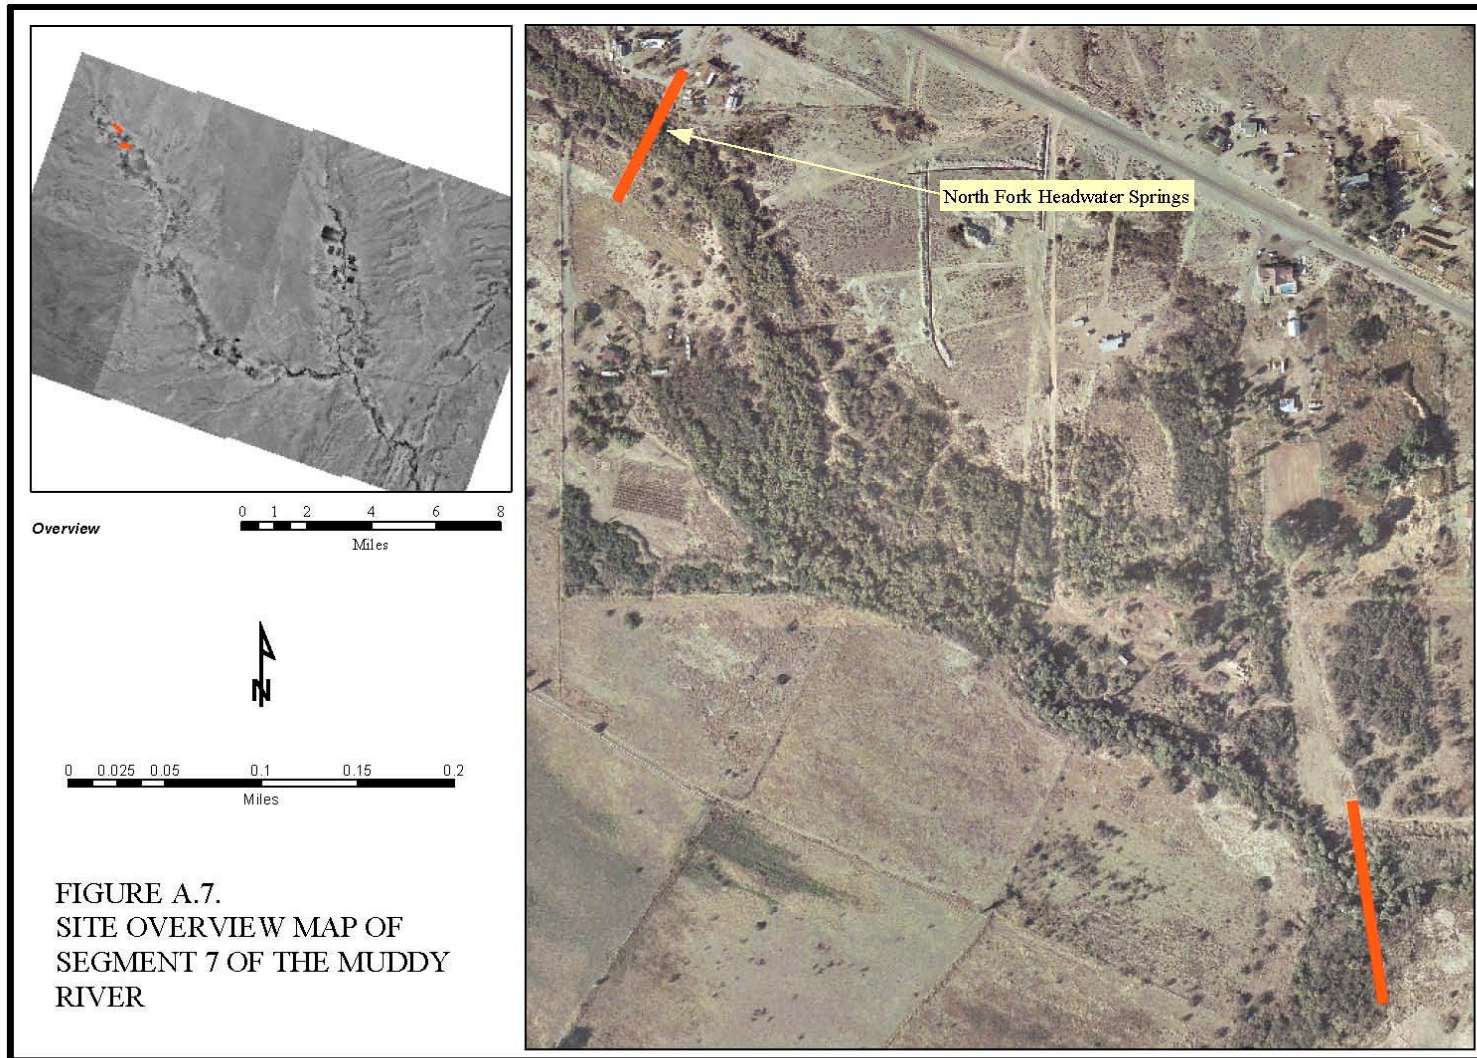 North Fork Headwater Springs
Overview
0 1 2 4 6 8
Miles
N
0 0.025 0.05 0.1 0.15 0.2
Miles
FIGURE A.7.
SITE OVERVIEW MAP OF
SEGMENT 7 OF THE MUDDY
RIVER